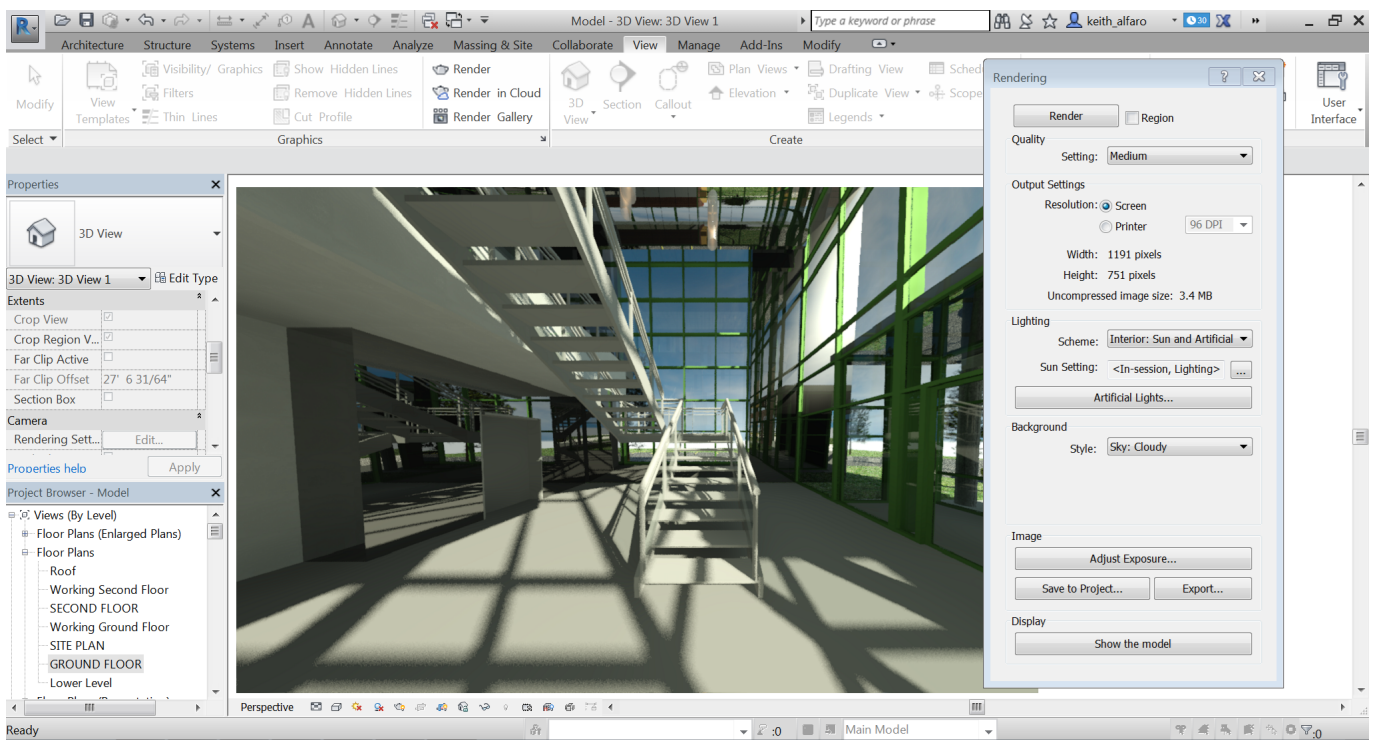 R
Model - 3D View: 3D View 1
Type a keyword or phrase
keith_alfaro
30
Architecture Structure Systems Insert Annotate Analyze Massing & Site Collaborate View Manage Add-Ins Modify
Modify
View
Templates
Visibility/ Graphics
Filters
Thin Lines
Show Hidden Lines
Remove Hidden Lines
Cut Profile
Render
Render in Cloud
Render Gallery
3D
View
Section
Callout
Plan Views
Elevation
Drafting View
Duplicate View
Legends
Sched
Scope
User
Interface
Select
Graphics
Create
Properties
3D View
3D View: 3D View 1
Edit Type
Extents
Crop View
Crop Region V...
Far Clip Active
Far Clip Offset 27' 6 31/64"
Section Box
Camera
Rendering Sett... Edit...
Properties help
Apply
Project Browser - Model
Views (By Level)
Floor Plans (Enlarged Plans)
Floor Plans
Roof
Working Second Floor
SECOND FLOOR
Working Ground Floor
SITE PLAN
GROUND FLOOR
Lower Level
Rendering
Render
Region
Quality
Setting: Medium
Output Settings
Resolution: Screen
Printer 96 DPI
Width: 1191 pixels
Height: 751 pixels
Uncompressed image size: 3.4 MB
Lighting
Scheme: Interior: Sun and Artificial
Sun Setting: <In-session, Lighting> ...
Artificial Lights...
Background
Style: Sky: Cloudy
Image
Adjust Exposure...
Save to Project...
Export...
Display
Show the model
Perspective
Ready
:0
Main Model
:0